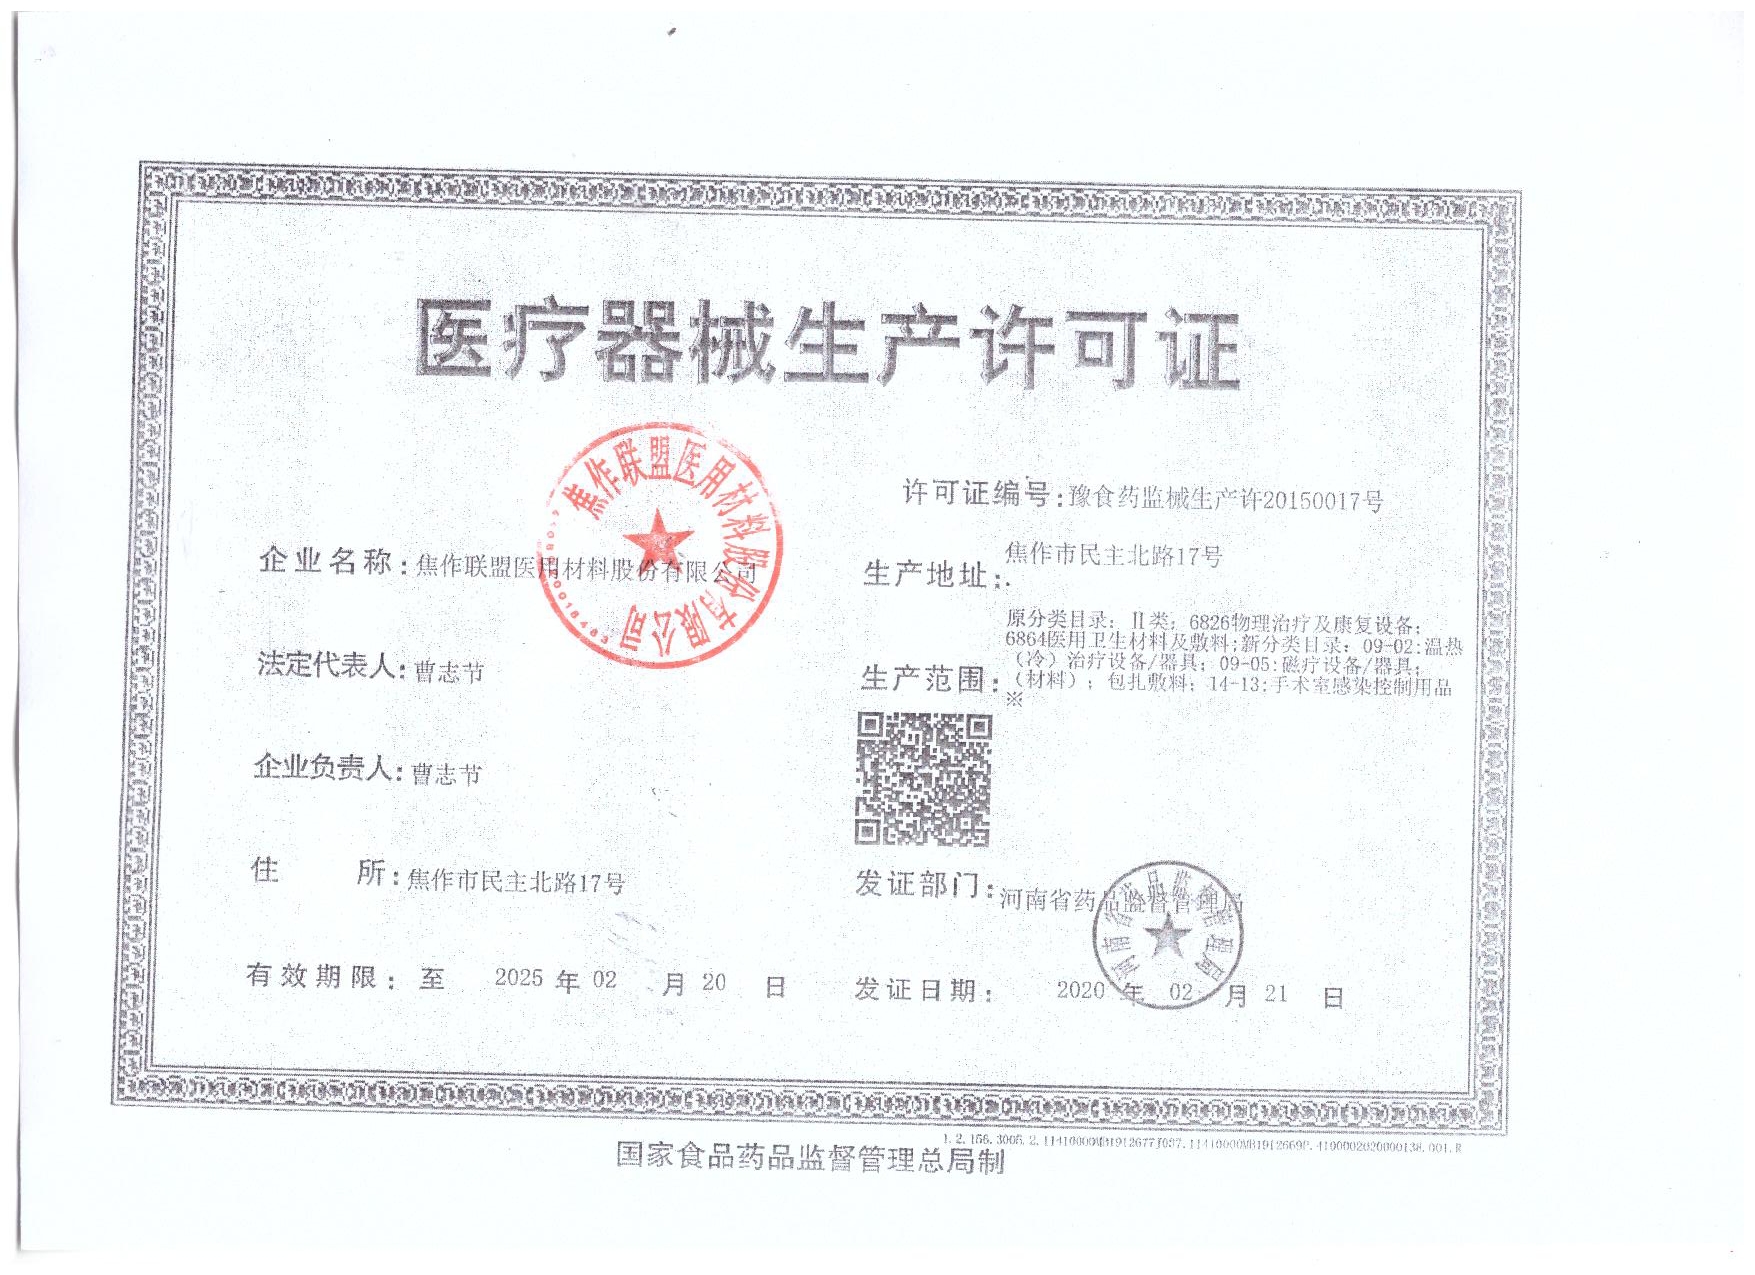 医疗器械生产许可证
许可证编号:豫食药监械生产许20150017号
企业名称:焦作联盟医用材料股份有限公司
生产地址:焦作市民主北路17号
法定代表人:曹志节
生产范围:
原分类目录：Ⅱ类：6826物理治疗及康复设备；
6864医用卫生材料及敷料;新分类目录：09-02:温热
（冷）治疗设备/器具；09-05:磁疗设备/器具；
（材料）；包扎敷料；14-13:手术室感染控制用品
※
企业负责人:曹志节
住 所:焦作市民主北路17号
发证部门:河南省药品监督管理局
有效期限：至 2025 年 02 月 20 日
发证日期： 2020 年 02 月 21 日
国家食品药品监督管理总局制
焦作联盟医用材料股份有限公司
河南省药品监督管理局